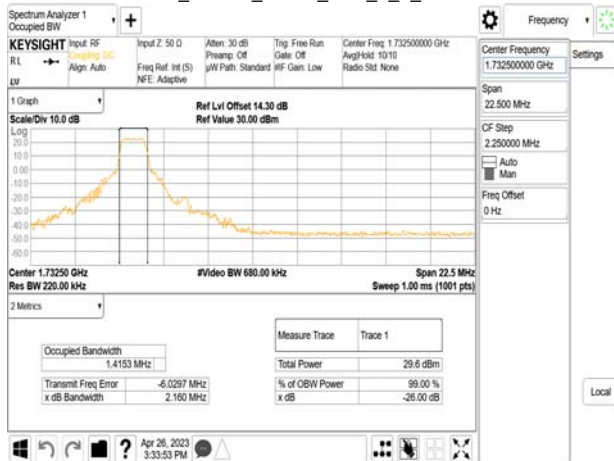 Spectrum Analyzer 1
Occupied BW
KEYSIGHT
RL
Input: RF
Coupling: DC
Align: Auto
Input Z: 50 Ω
Freq Ref: Int (S)
NFE: Adaptive
Atten: 30 dB
Preamp: Off
µW Path: Standard
Trig: Free Run
Gate: Off
#IF Gain: Low
Center Freq: 1.732500000 GHz
Avg|Hold: 10/10
Radio Std: None
1 Graph
Scale/Div 10.0 dB
Ref Lvl Offset 14.30 dB
Ref Value 30.00 dBm
Log
20.0
10.0
0.00
-10.0
-20.0
-30.0
-40.0
-50.0
-60.0
Center 1.73250 GHz
Res BW 220.00 kHz
#Video BW 680.00 kHz
Span 22.5 MHz
Sweep 1.00 ms (1001 pts)
2 Metrics
Occupied Bandwidth
1.4153 MHz
Transmit Freq Error -6.0297 MHz
x dB Bandwidth 2.160 MHz
Measure Trace Trace 1
Total Power 29.6 dBm
% of OBW Power 99.00 %
x dB -26.00 dB
Apr 26, 2023
3:33:53 PM
Frequency
Settings
Center Frequency
1.732500000 GHz
Span
22.500 MHz
CF Step
2.250000 MHz
Auto
Man
Freq Offset
0 Hz
Local